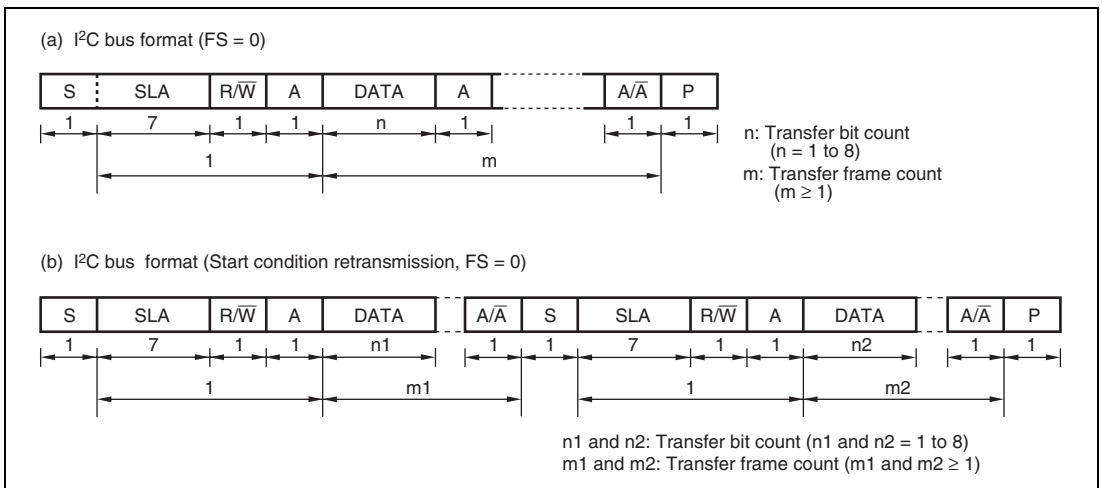 (a) I²C bus format (FS = 0)
S SLA R/W̅ A DATA A A/A̅ P
1 7 1 1 n 1 1 1
1 m
n: Transfer bit count
(n = 1 to 8)
m: Transfer frame count
(m ≥ 1)
(b) I²C bus format (Start condition retransmission, FS = 0)
S SLA R/W̅ A DATA A/A̅ S SLA R/W̅ A DATA A/A̅ P
1 7 1 1 n1 1 1 7 1 1 n2 1 1
1 m1 1 m2
n1 and n2: Transfer bit count (n1 and n2 = 1 to 8)
m1 and m2: Transfer frame count (m1 and m2 ≥ 1)